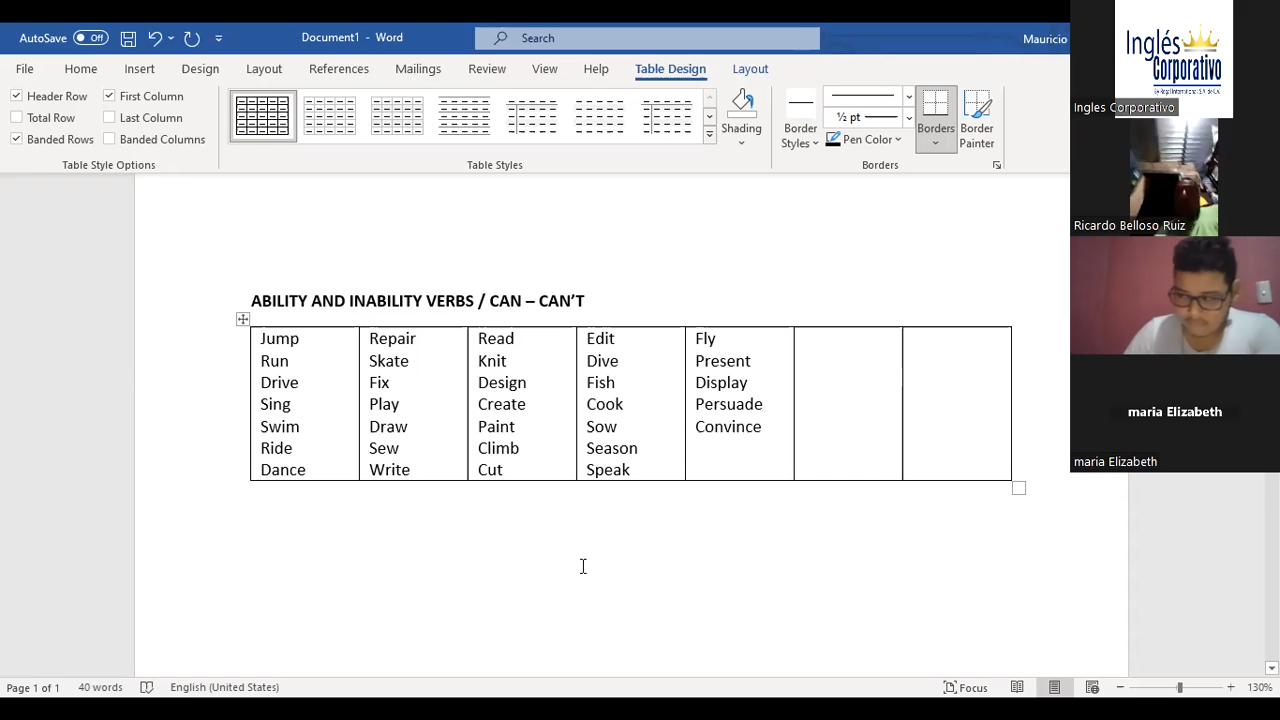 AutoSave Off
Document1 - Word
Search
Mauricio
File Home Insert Design Layout References Mailings Review View Help Table Design Layout
Header Row First Column
Total Row Last Column
Banded Rows Banded Columns
Table Style Options
Table Styles
Shading
Border Styles
½ pt
Pen Color
Borders
Border Painter
Borders
Inglés
Corporativo
by Regal International S.A. de C.V.
Ingles Corporativo
Ricardo Belloso Ruiz
maria Elizabeth
maria Elizabeth
ABILITY AND INABILITY VERBS / CAN – CAN’T
Jump Repair Read Edit Fly
Run Skate Knit Dive Present
Drive Fix Design Fish Display
Sing Play Create Cook Persuade
Swim Draw Paint Sow Convince
Ride Sew Climb Season
Dance Write Cut Speak
Page 1 of 1 40 words English (United States) Focus 130%